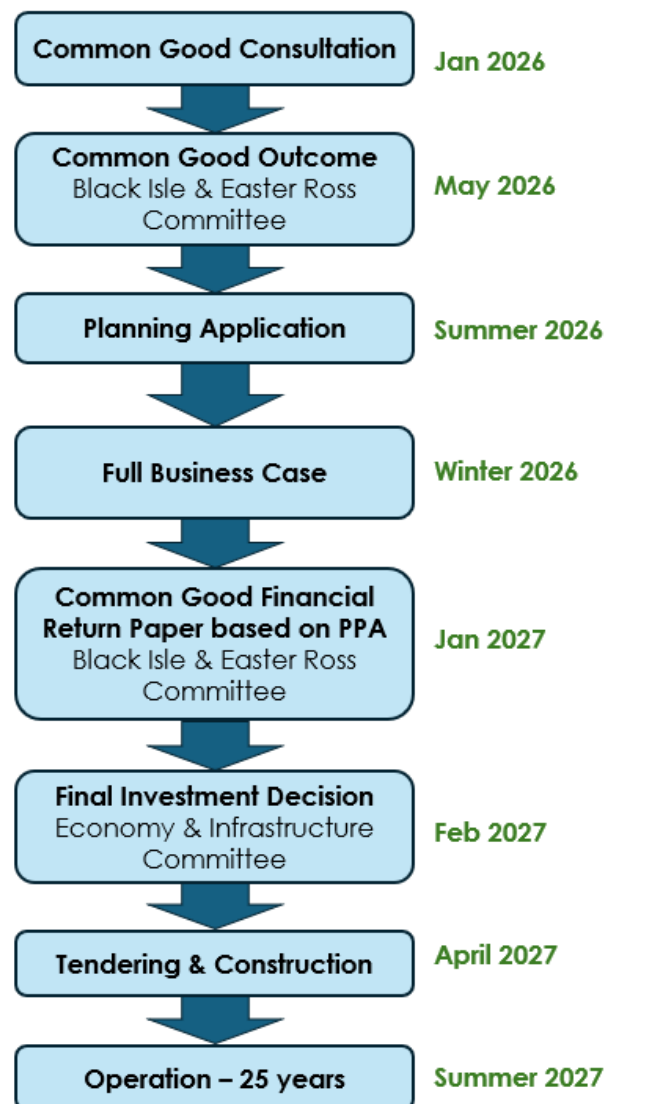 Common Good Consultation
Jan 2026
Common Good Outcome
Black Isle & Easter Ross
Committee
May 2026
Planning Application
Summer 2026
Full Business Case
Winter 2026
Common Good Financial
Return Paper based on PPA
Black Isle & Easter Ross
Committee
Jan 2027
Final Investment Decision
Economy & Infrastructure
Committee
Feb 2027
Tendering & Construction
April 2027
Operation – 25 years
Summer 2027